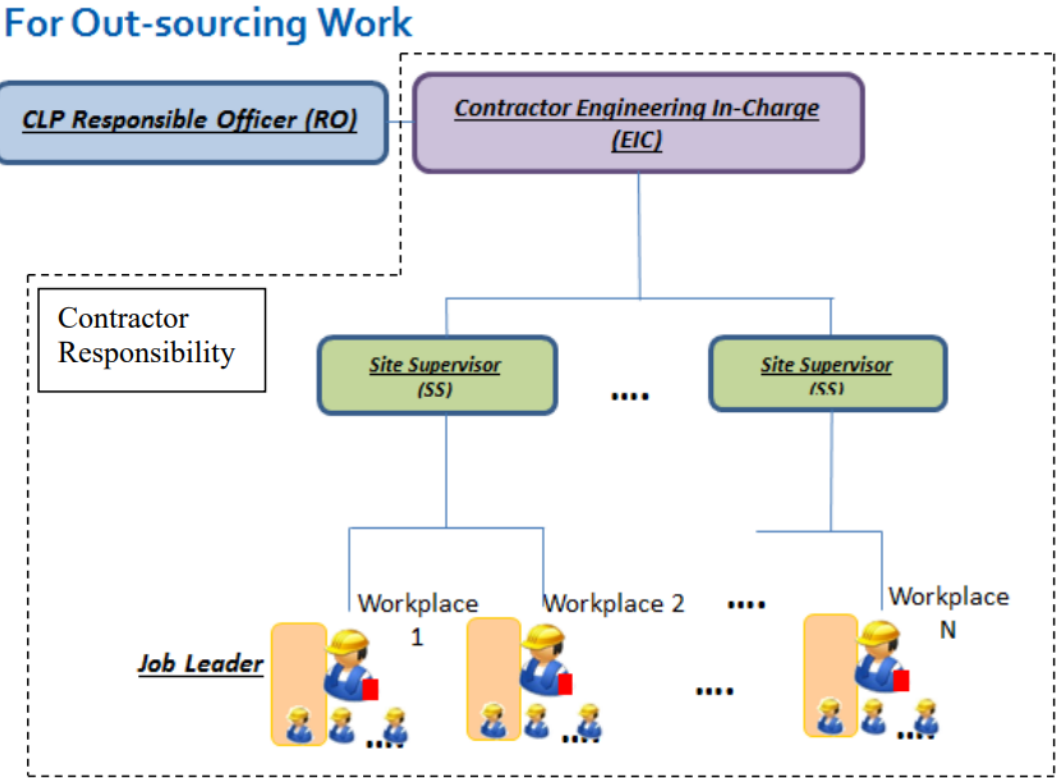 For Out-sourcing Work
CLP Responsible Officer (RO)
Contractor Engineering In-Charge
(EIC)
Contractor
Responsibility
Site Supervisor
(SS)
....
Site Supervisor
(SS)
Workplace
1
Workplace 2
....
Workplace
N
Job Leader
....
....
....
....